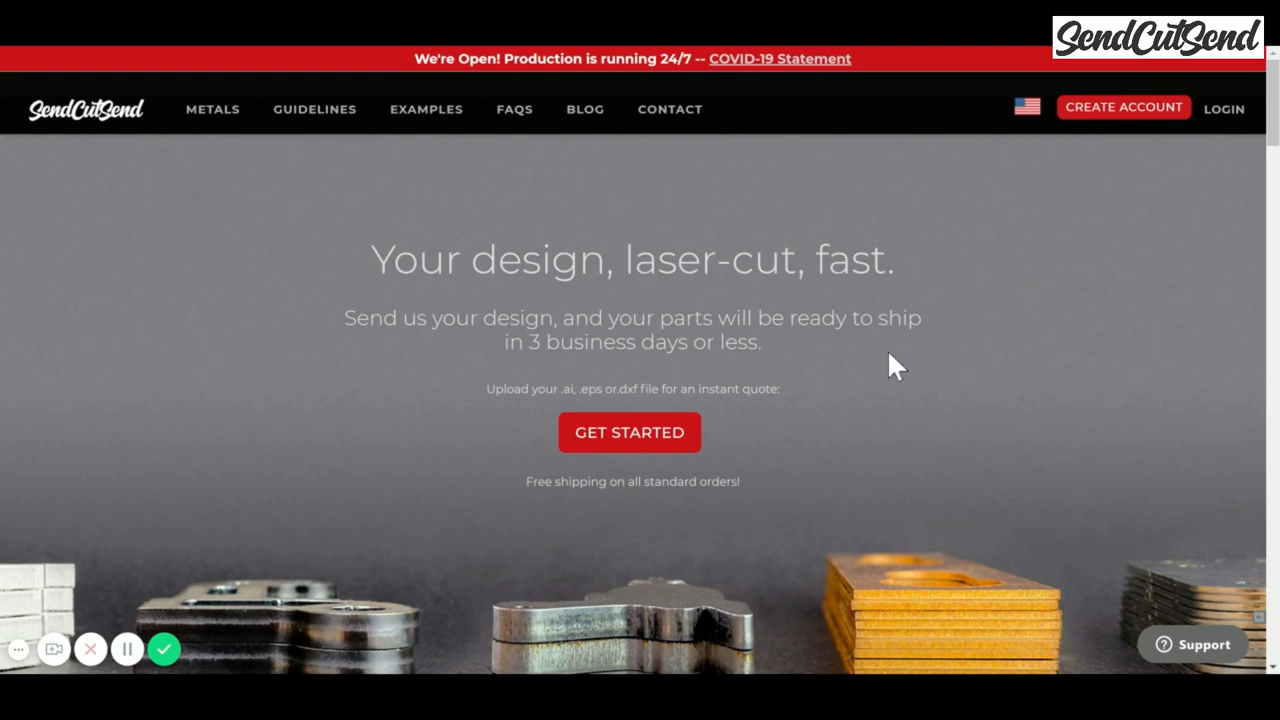 SendCutSend
We're Open! Production is running 24/7 -- COVID-19 Statement
SendCutSend METALS GUIDELINES EXAMPLES FAQS BLOG CONTACT CREATE ACCOUNT LOGIN
Your design, laser-cut, fast.
Send us your design, and your parts will be ready to ship
in 3 business days or less.
Upload your .ai, .eps or.dxf file for an instant quote:
GET STARTED
Free shipping on all standard orders!
Support